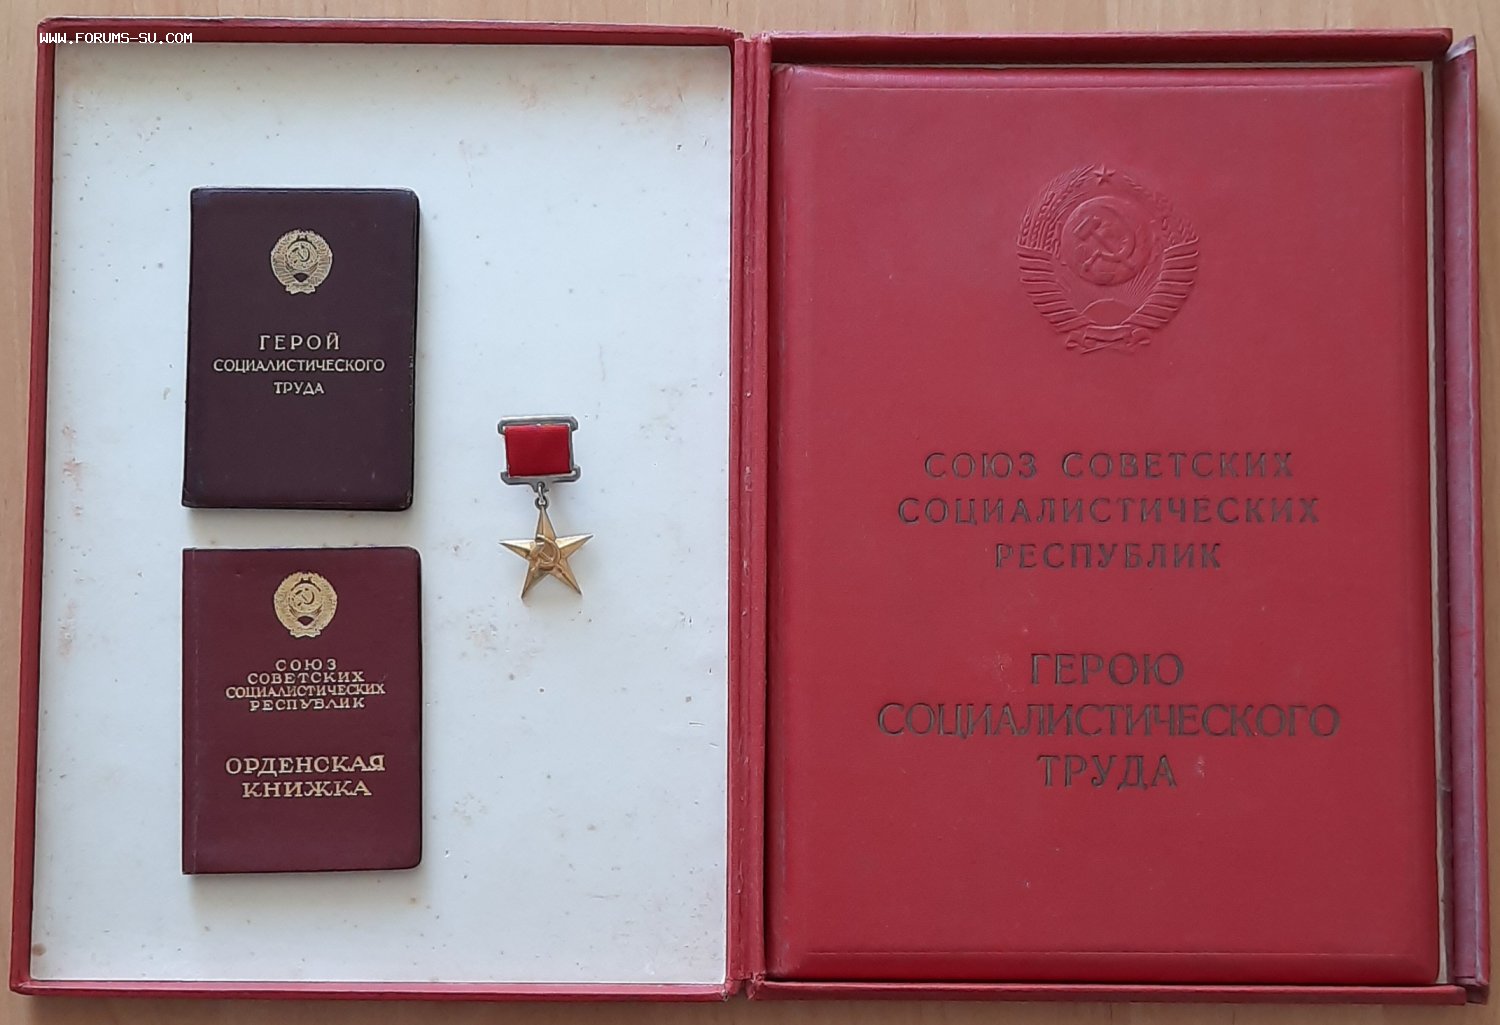 WWW.FORUMS-SU.COM
ГЕРОЙ
СОЦИАЛИСТИЧЕСКОГО
ТРУДА
СОЮЗ
СОВЕТСКИХ
СОЦИАЛИСТИЧЕСКИХ
РЕСПУБЛИК
ОРДЕНСКАЯ
КНИЖКА
СОЮЗ СОВЕТСКИХ
СОЦИАЛИСТИЧЕСКИХ
РЕСПУБЛИК
ГЕРОЮ
СОЦИАЛИСТИЧЕСКОГО
ТРУДА